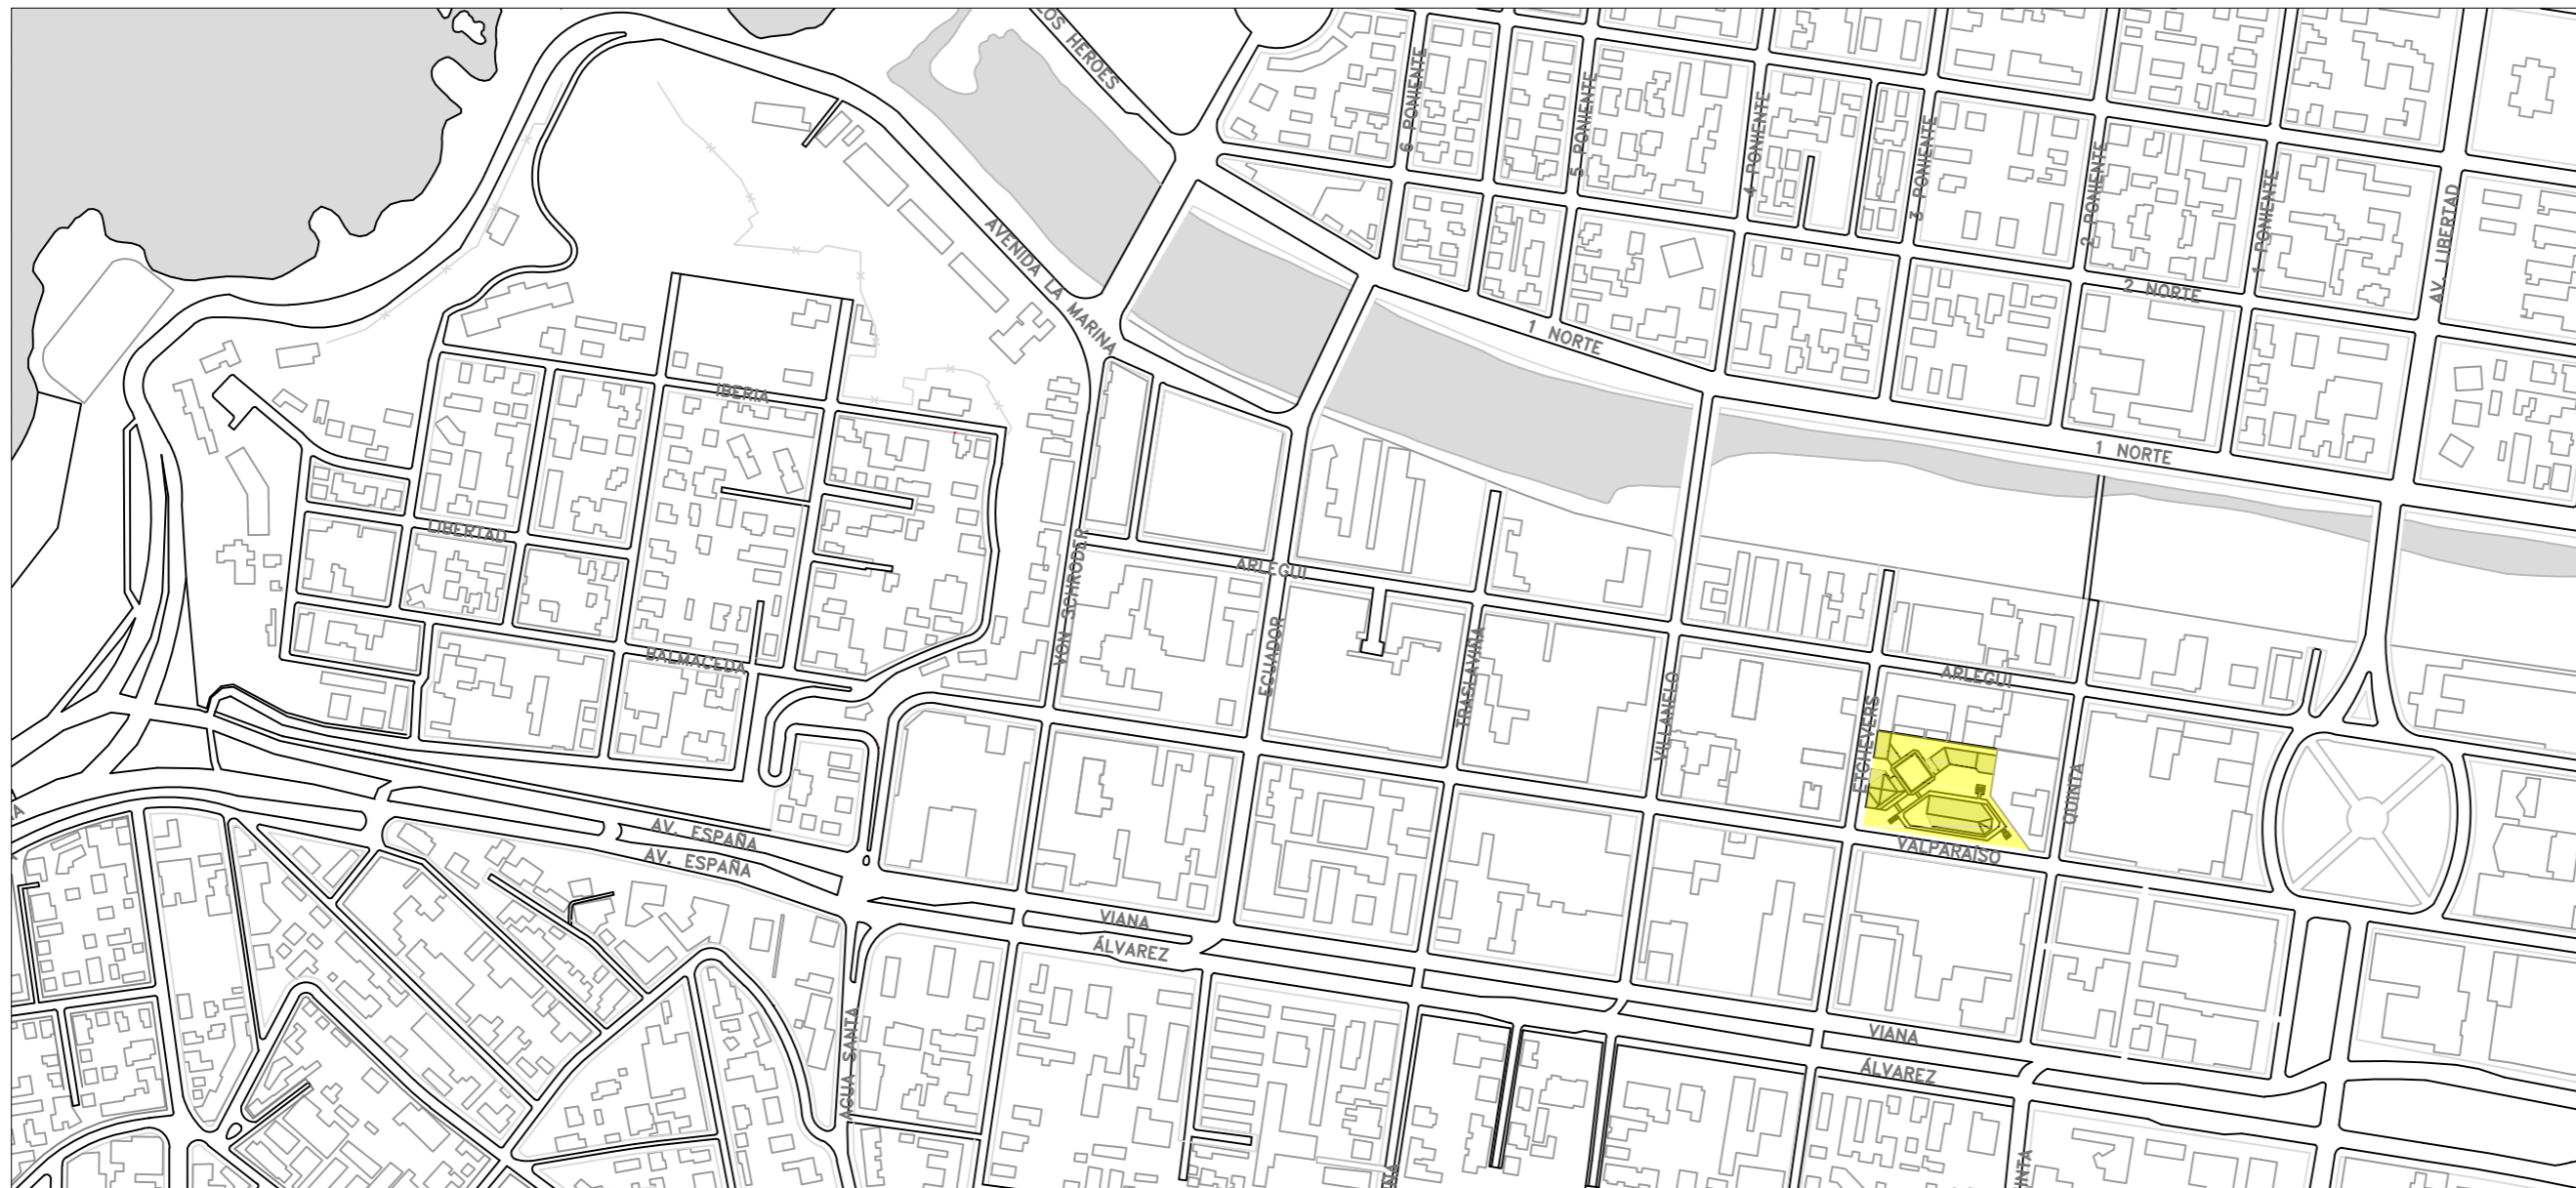 LOS HEROES
6 PONIENTE
5 PONIENTE
4 PONIENTE
3 PONIENTE
2 PONIENTE
1 PONIENTE
AV. LIBERTAD
AVENIDA LA MARINA
2 NORTE
1 NORTE
IBERIA
1 NORTE
LIBERTAD
ARLEGUI
VON SCHRODER
ECUADOR
TRASLAVIÑA
VILLANELO
BALMACEDA
ARLEGUI
ETCHEVERS
QUINTA
AV. ESPAÑA
AV. ESPAÑA
VALPARAÍSO
VIANA
ÁLVAREZ
AGUA SANTA
VIANA
ÁLVAREZ